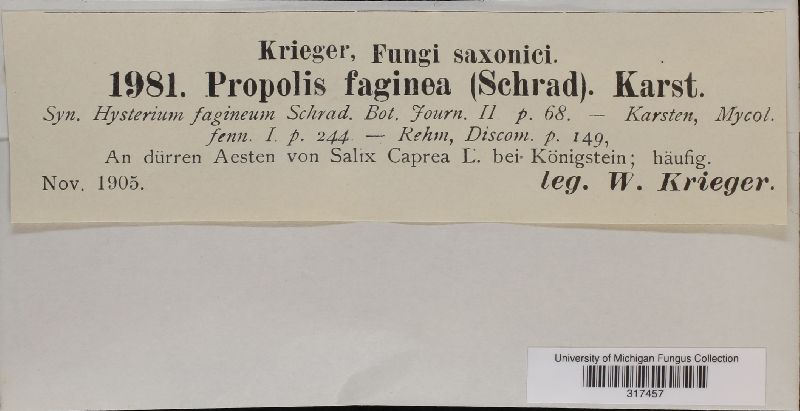 Krieger, Fungi saxonici.
1981. Propolis faginea (Schrad). Karst.
Syn. Hysterium fagineum Schrad. Bot. Journ. II p. 68. — Karsten, Mycol.
fenn. I. p. 244 — Rehm, Discom. p. 149,
An dürren Aesten von Salix Caprea L. bei Königstein; häufig.
Nov. 1905. leg. W. Krieger.
University of Michigan Fungus Collection
317457